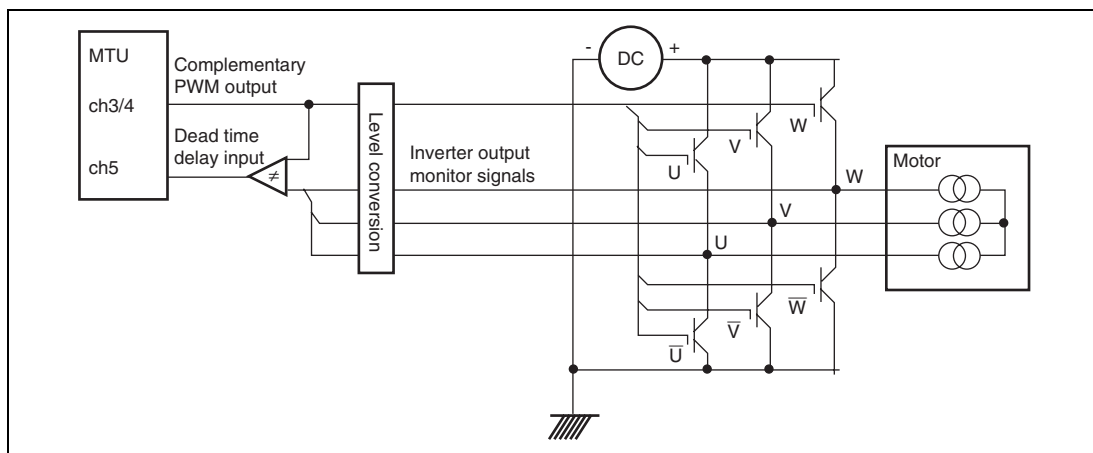 MTU
ch3/4
ch5
Complementary
PWM output
Dead time
delay input
≠
Level conversion
Inverter output
monitor signals
- DC +
W
V
U
W
V
U
W̅
V̅
U̅
Motor